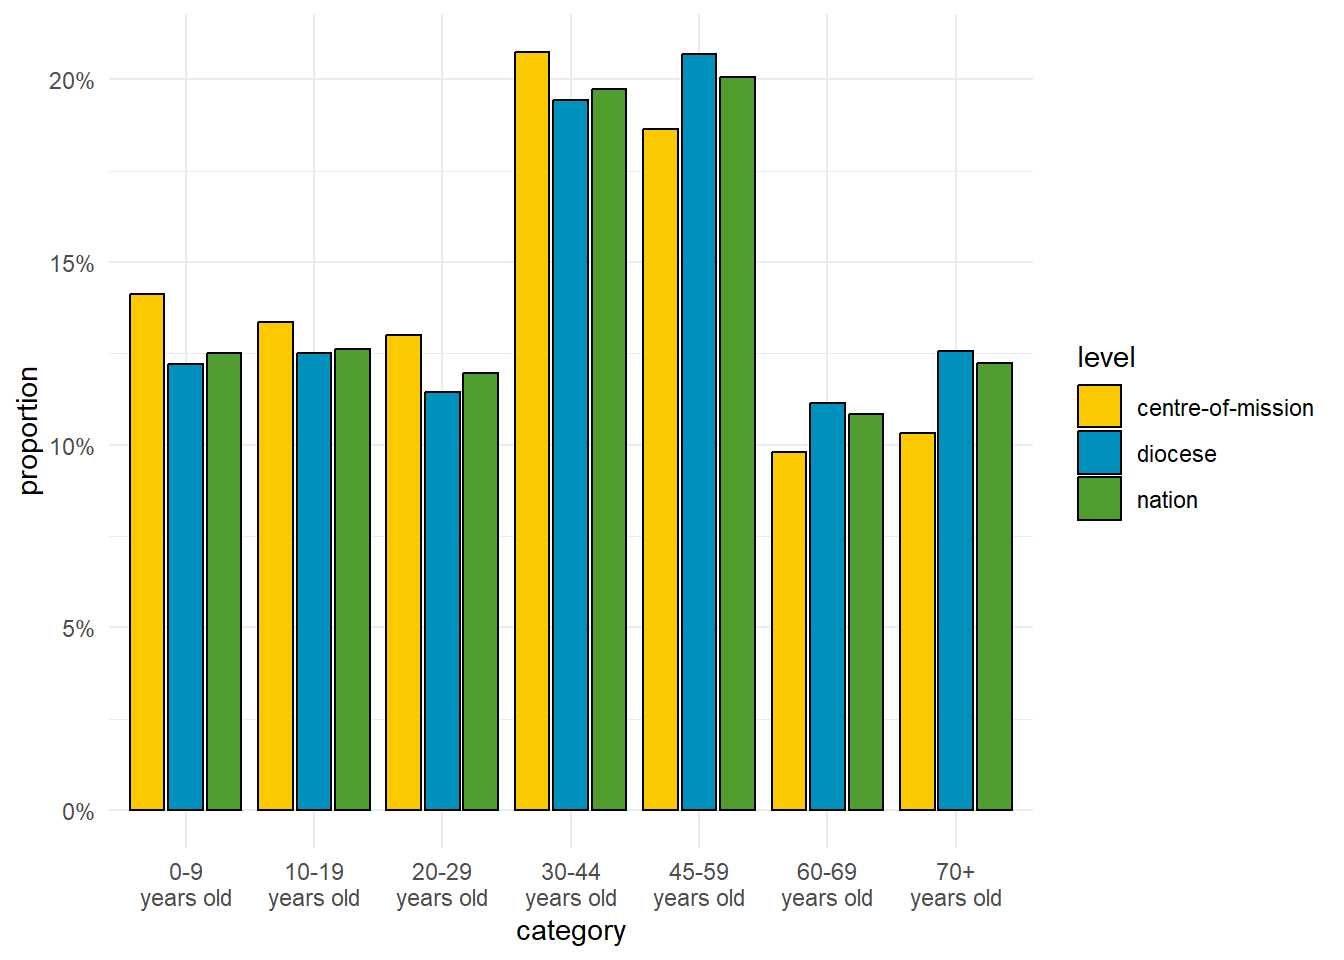 20%
15%
10%
5%
0%
proportion
0-9
years old
10-19
years old
20-29
years old
30-44
years old
45-59
years old
60-69
years old
70+
years old
category
level
centre-of-mission
diocese
nation